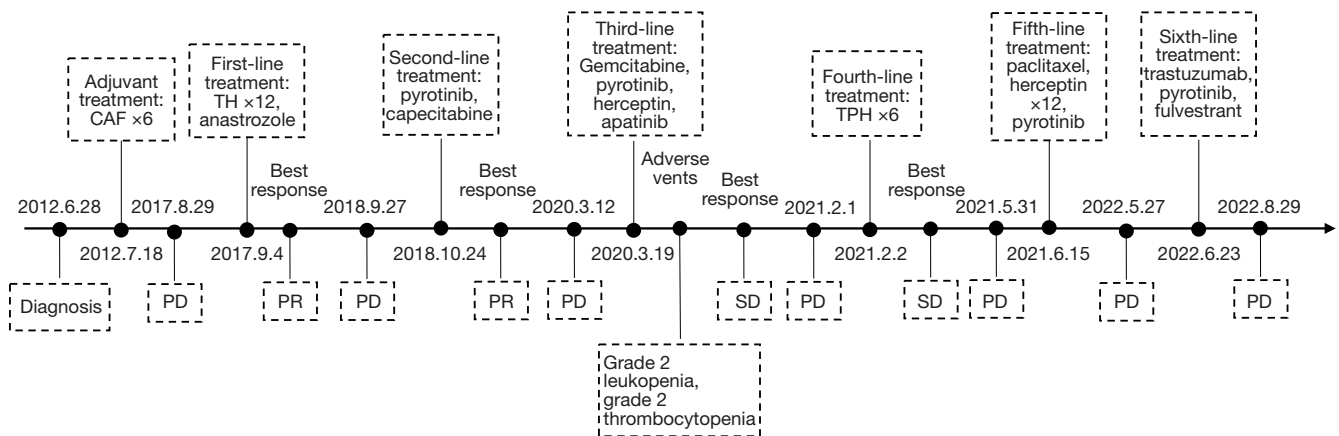 Adjuvant
treatment:
CAF ×6
First-line
treatment:
TH ×12,
anastrozole
Second-line
treatment:
pyrotinib,
capecitabine
Third-line
treatment:
Gemcitabine,
pyrotinib,
herceptin,
apatinib
Fourth-line
treatment:
TPH ×6
Fifth-line
treatment:
paclitaxel,
herceptin
×12,
pyrotinib
Sixth-line
treatment:
trastuzumab,
pyrotinib,
fulvestrant
Best
response
Best
response
Adverse
vents
Best
response
Best
response
2012.6.28
2017.8.29
2018.9.27
2020.3.12
2021.2.1
2021.5.31
2022.5.27
2022.8.29
2012.7.18
2017.9.4
2018.10.24
2020.3.19
2021.2.2
2021.6.15
2022.6.23
Diagnosis
PD
PR
PD
PR
PD
SD
PD
SD
PD
PD
PD
Grade 2
leukopenia,
grade 2
thrombocytopenia